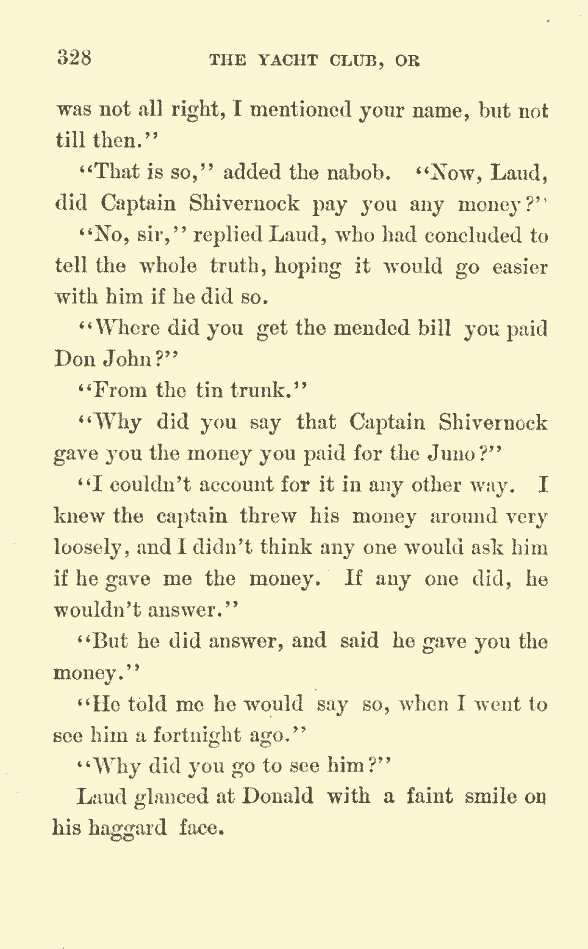 328 THE YACHT CLUB, OR
was not all right, I mentioned your name, but not
till then."
"That is so," added the nabob. "Now, Laud,
did Captain Shivernock pay you any money?"
"No, sir," replied Laud, who had concluded to
tell the whole truth, hoping it would go easier
with him if he did so.
"Where did you get the mended bill you paid
Don John?"
"From the tin trunk."
"Why did you say that Captain Shivernock
gave you the money you paid for the Juno?"
"I couldn't account for it in any other way. I
knew the captain threw his money around very
loosely, and I didn't think any one would ask him
if he gave me the money. If any one did, he
wouldn't answer."
"But he did answer, and said he gave you the
money."
"He told me he would say so, when I went to
see him a fortnight ago."
"Why did you go to see him?"
Laud glanced at Donald with a faint smile on
his haggard face.